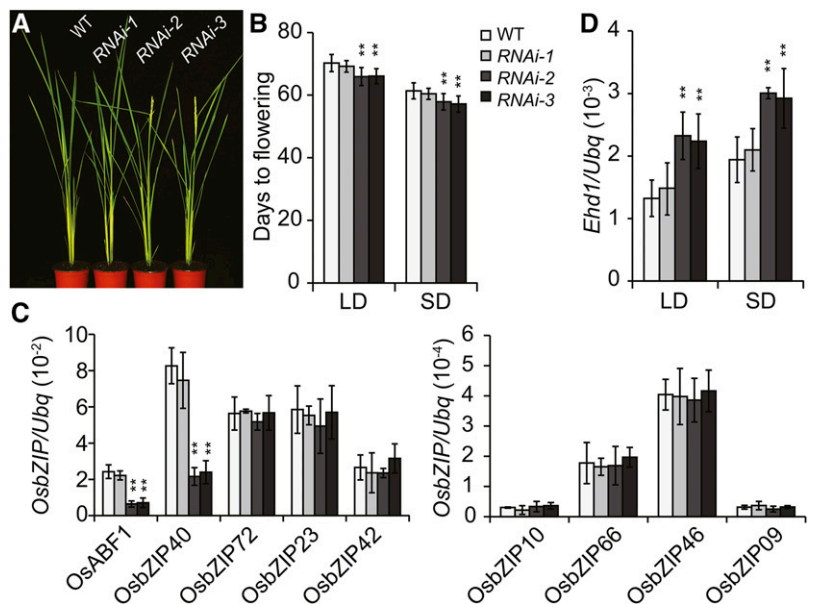 A
WT
RNAi-1
RNAi-2
RNAi-3
B
Days to flowering
80
60
40
20
0
** **
** **
LD
SD
WT
RNAi-1
RNAi-2
RNAi-3
D
Ehd1/Ubq (10-3)
4
3
2
1
0
** **
** **
LD
SD
C
OsbZIP/Ubq (10-2)
10
8
6
4
2
0
** **
** **
OsABF1
OsbZIP40
OsbZIP72
OsbZIP23
OsbZIP42
OsbZIP/Ubq (10-4)
6
5
4
3
2
1
0
OsbZIP10
OsbZIP66
OsbZIP46
OsbZIP09